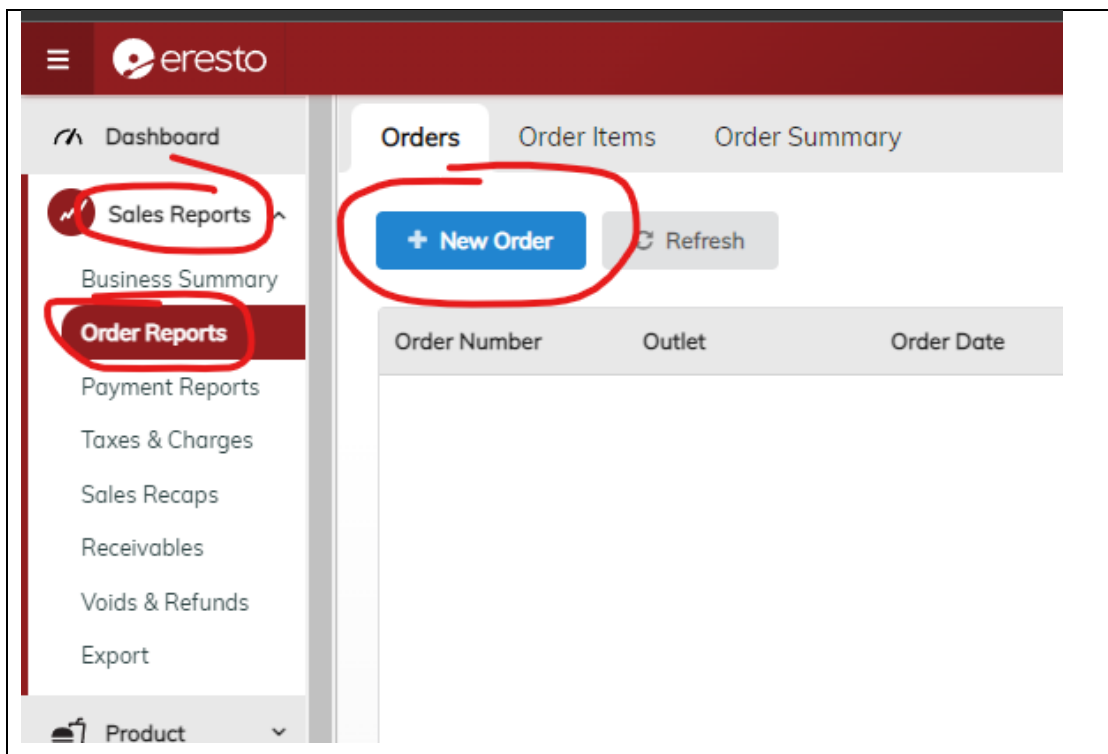 eresto
Dashboard
Sales Reports
Business Summary
Order Reports
Payment Reports
Taxes & Charges
Sales Recaps
Receivables
Voids & Refunds
Export
Product
Orders Order Items Order Summary
+ New Order Refresh
Order Number Outlet Order Date